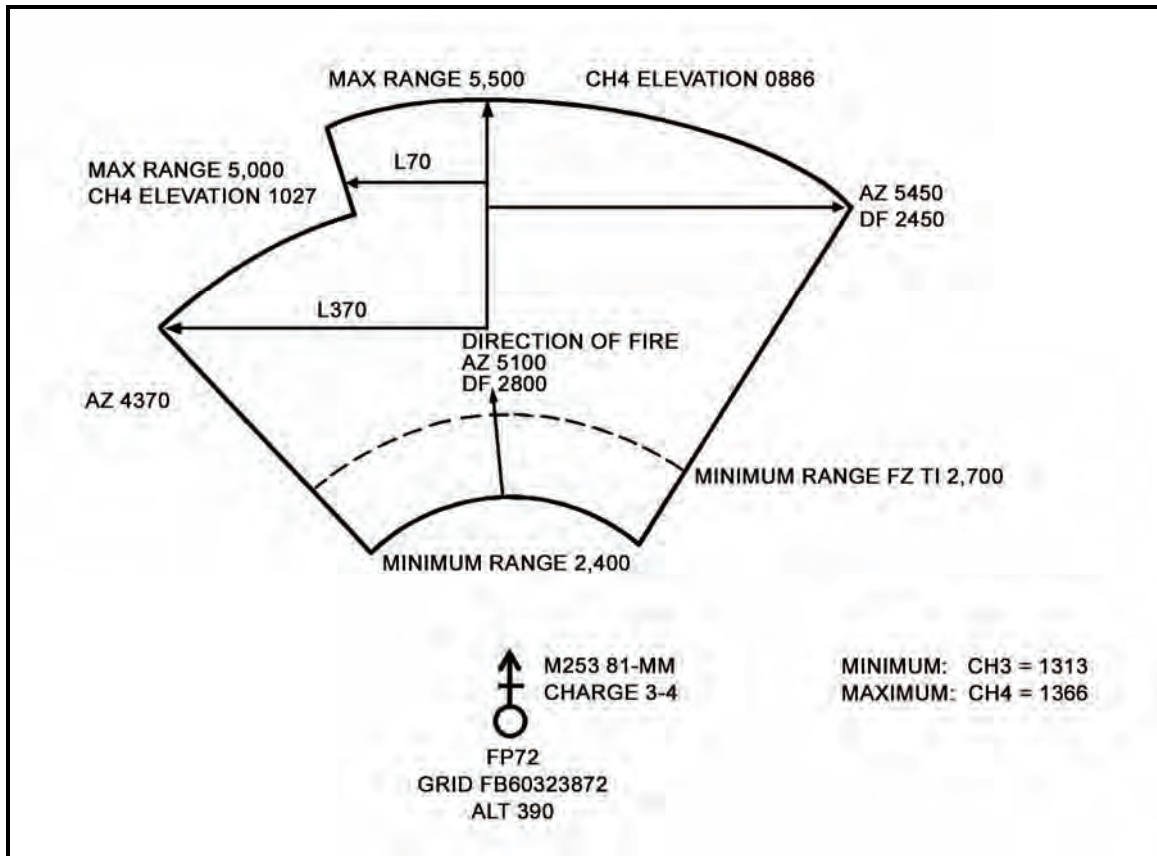 MAX RANGE 5,500
CH4 ELEVATION 0886
MAX RANGE 5,000
CH4 ELEVATION 1027
L70
AZ 5450
DF 2450
L370
DIRECTION OF FIRE
AZ 5100
DF 2800
AZ 4370
MINIMUM RANGE FZ TI 2,700
MINIMUM RANGE 2,400
M253 81-MM
CHARGE 3-4
MINIMUM: CH3 = 1313
MAXIMUM: CH4 = 1366
FP72
GRID FB60323872
ALT 390